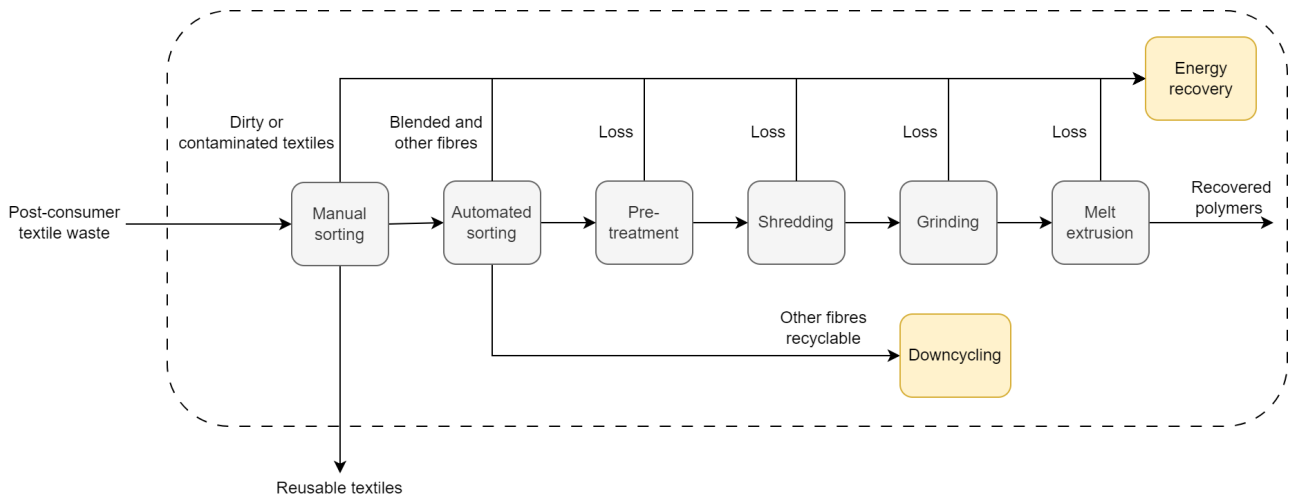 Energy
recovery
Dirty or
contaminated textiles
Blended and
other fibres
Loss
Loss
Loss
Loss
Post-consumer
textile waste
Manual
sorting
Automated
sorting
Pre-
treatment
Shredding
Grinding
Melt
extrusion
Recovered
polymers
Other fibres
recyclable
Downcycling
Reusable textiles